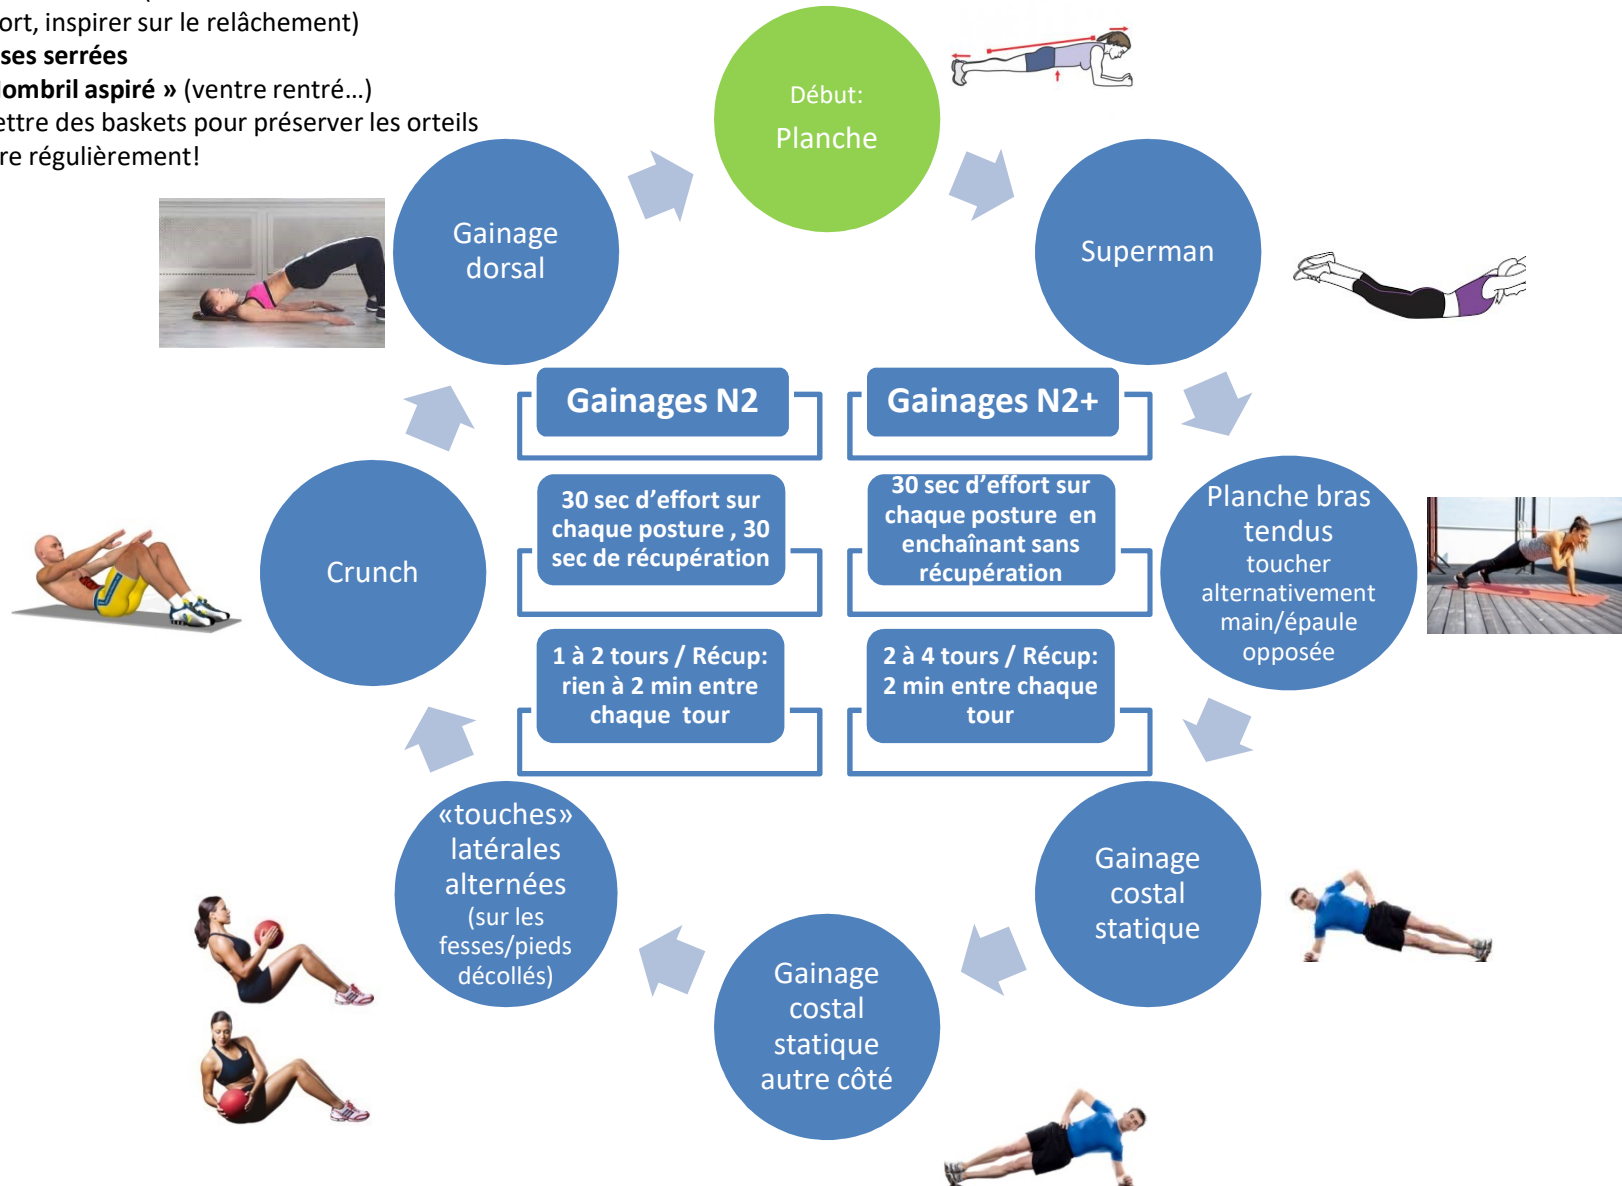 ort, inspirer sur le relâchement)
ses serrées
ombril aspiré » (ventre rentré…)
ettre des baskets pour préserver les orteils
re régulièrement!
Début:
Planche
Superman
Planche bras
tendus
toucher
alternativement
main/épaule
opposée
Gainage
costal
statique
Gainage
costal
statique
autre côté
«touches»
latérales
alternées
(sur les
fesses/pieds
décollés)
Crunch
Gainage
dorsal
Gainages N2
30 sec d’effort sur
chaque posture , 30
sec de récupération
1 à 2 tours / Récup:
rien à 2 min entre
chaque tour
Gainages N2+
30 sec d’effort sur
chaque posture en
enchaînant sans
récupération
2 à 4 tours / Récup:
2 min entre chaque
tour